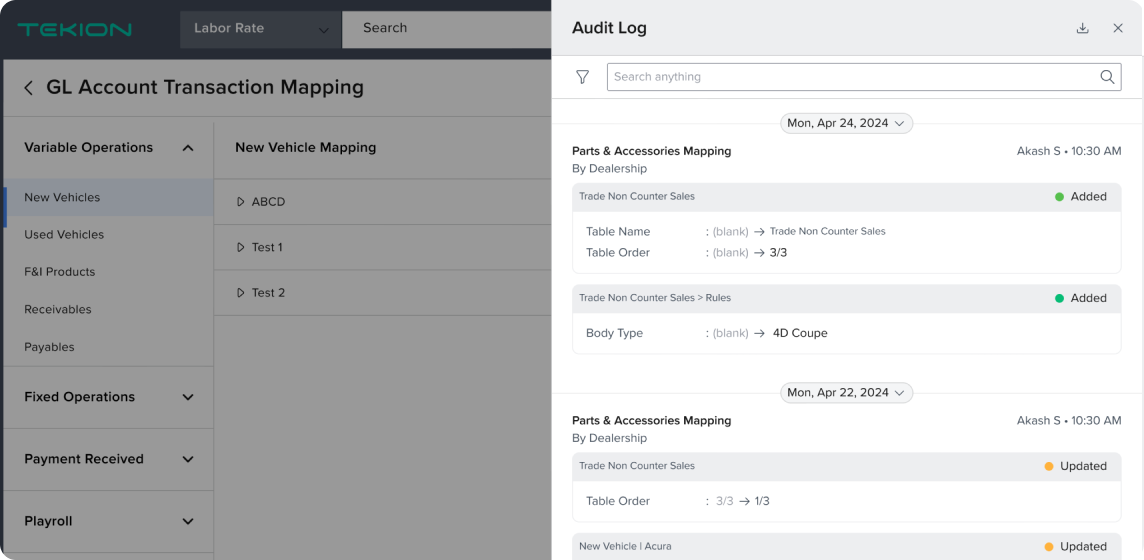 TEKION
Labor Rate
Search
GL Account Transaction Mapping
Variable Operations
New Vehicles
Used Vehicles
F&I Products
Receivables
Payables
Fixed Operations
Payment Received
Playroll
New Vehicle Mapping
ABCD
Test 1
Test 2
Audit Log
Search anything
Mon, Apr 24, 2024
Parts & Accessories Mapping Akash S • 10:30 AM
By Dealership
Trade Non Counter Sales Added
Table Name : (blank) → Trade Non Counter Sales
Table Order : (blank) → 3/3
Trade Non Counter Sales > Rules Added
Body Type : (blank) → 4D Coupe
Mon, Apr 22, 2024
Parts & Accessories Mapping Akash S • 10:30 AM
By Dealership
Trade Non Counter Sales Updated
Table Order : 3/3 → 1/3
New Vehicle | Acura Updated